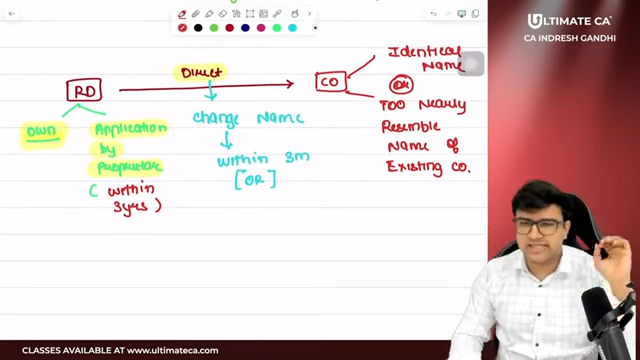 ULTIMATE CA
CA INDRESH GANDHI
Identical
Name
OR
Too Nearly
Resemble
Name of
Existing co.
Direct
RD
CO
change Name
within 3m
[OR]
own
Application
by
Proprietor
( within
3yrs )
CLASSES AVAILABLE AT www.ultimateca.com